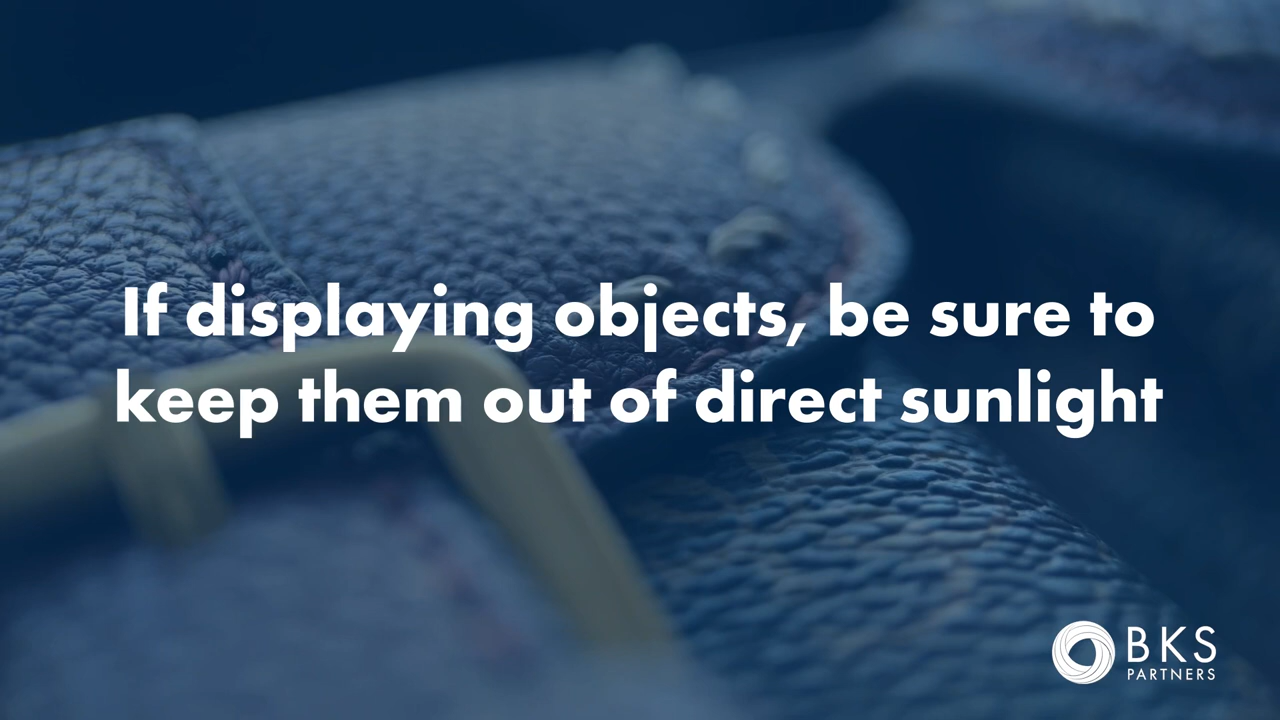 If displaying objects, be sure to
keep them out of direct sunlight
BKS
PARTNERS